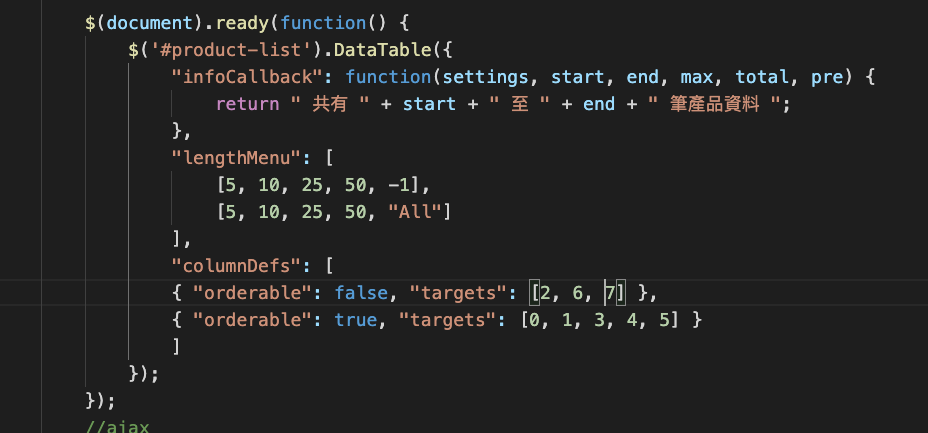 $(document).ready(function() {
$('#product-list').DataTable({
"infoCallback": function(settings, start, end, max, total, pre) {
return " 共有 " + start + " 至 " + end + " 筆產品資料 ";
},
"lengthMenu": [
[5, 10, 25, 50, -1],
[5, 10, 25, 50, "All"]
],
"columnDefs": [
{ "orderable": false, "targets": [2, 6, 7] },
{ "orderable": true, "targets": [0, 1, 3, 4, 5] }
]
});
});
//ajax